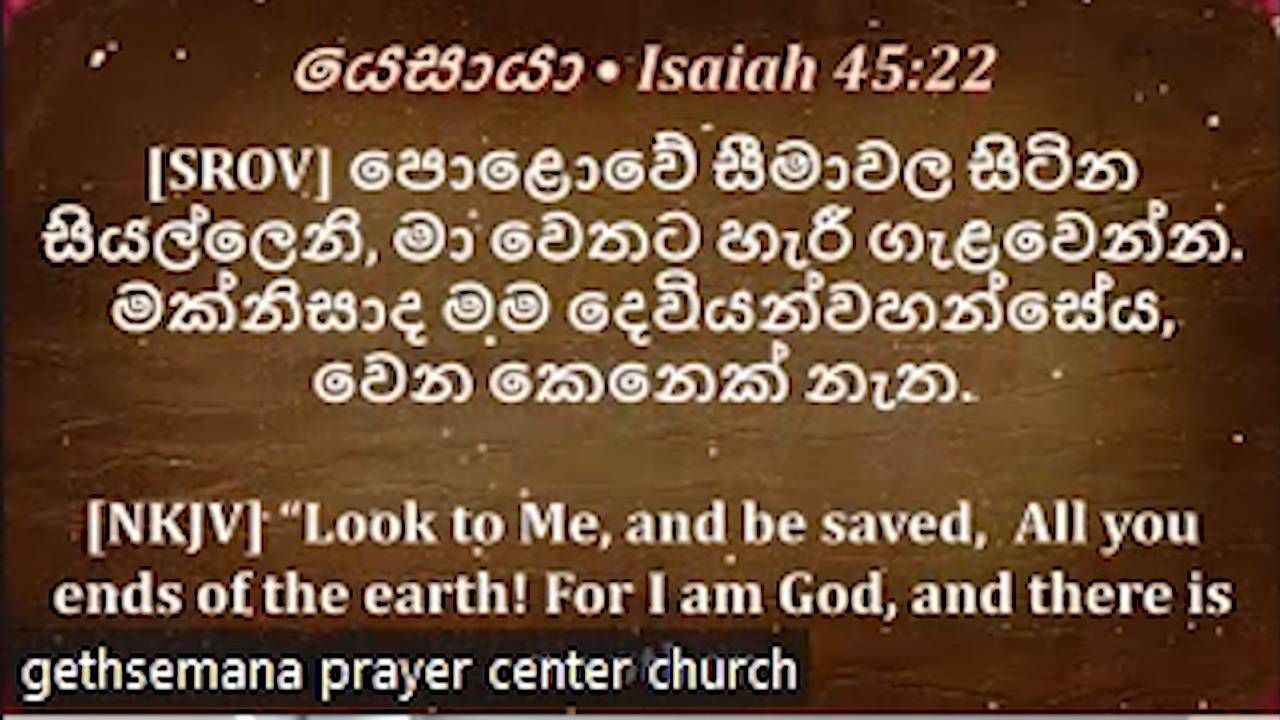 යෙසායා • Isaiah 45:22
[SROV] පොළොවේ සීමාවල සිටින
සියල්ලෙනි, මා වෙතට හැරී ගැළවෙන්න.
මක්නිසාද මම දෙවියන්වහන්සේය,
වෙන කෙනෙක් නැත.
[NKJV] “Look to Me, and be saved, All you
ends of the earth! For I am God, and there is
gethsemana prayer center church